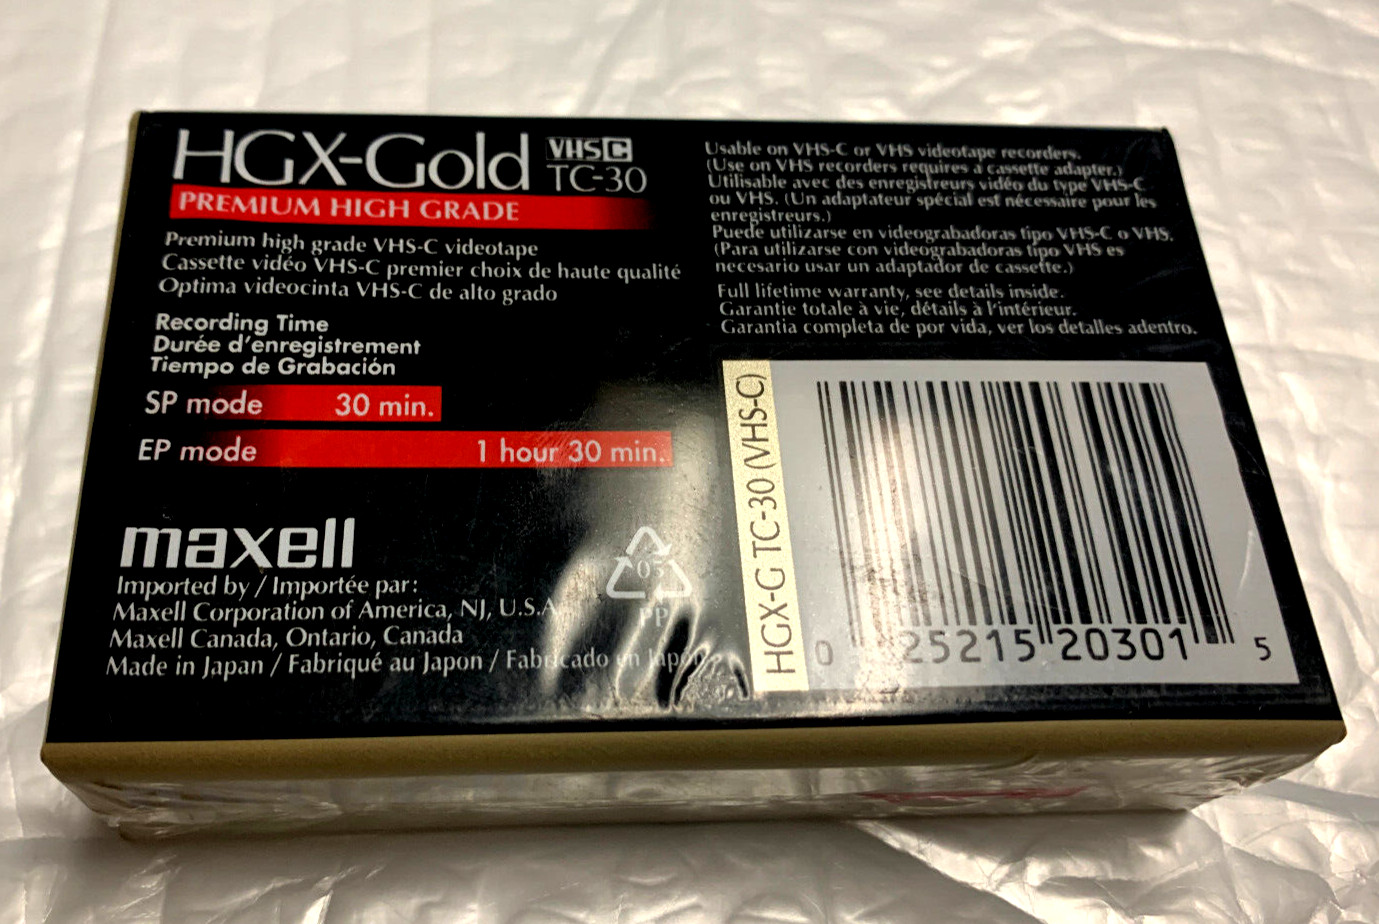 HGX-Gold VHSC
TC-30
PREMIUM HIGH GRADE
Premium high grade VHS-C videotape
Cassette vidéo VHS-C premier choix de haute qualité
Optima videocinta VHS-C de alto grado
Recording Time
Durée d'enregistrement
Tiempo de Grabación
SP mode 30 min.
EP mode 1 hour 30 min.
maxell
Imported by / Importée par:
Maxell Corporation of America, NJ, U.S.A.
Maxell Canada, Ontario, Canada
Made in Japan / Fabriqué au Japon / Fabricado en Japón
05
PP
Usable on VHS-C or VHS videotape recorders.
(Use on VHS recorders requires a cassette adapter.)
Utilisable avec des enregistreurs vidéo du type VHS-C
ou VHS. (Un adaptateur spécial est nécessaire pour les
enregistreurs.)
Puede utilizarse en videograbadoras tipo VHS-C o VHS.
(Para utilizarse con videograbadoras tipo VHS es
necesario usar un adaptador de cassette.)
Full lifetime warranty, see details inside.
Garantie totale à vie, détails à l'intérieur.
Garantia completa de por vida, ver los detalles adentro.
HGX-G TC-30 (VHS-C)
0 25215 20301 5